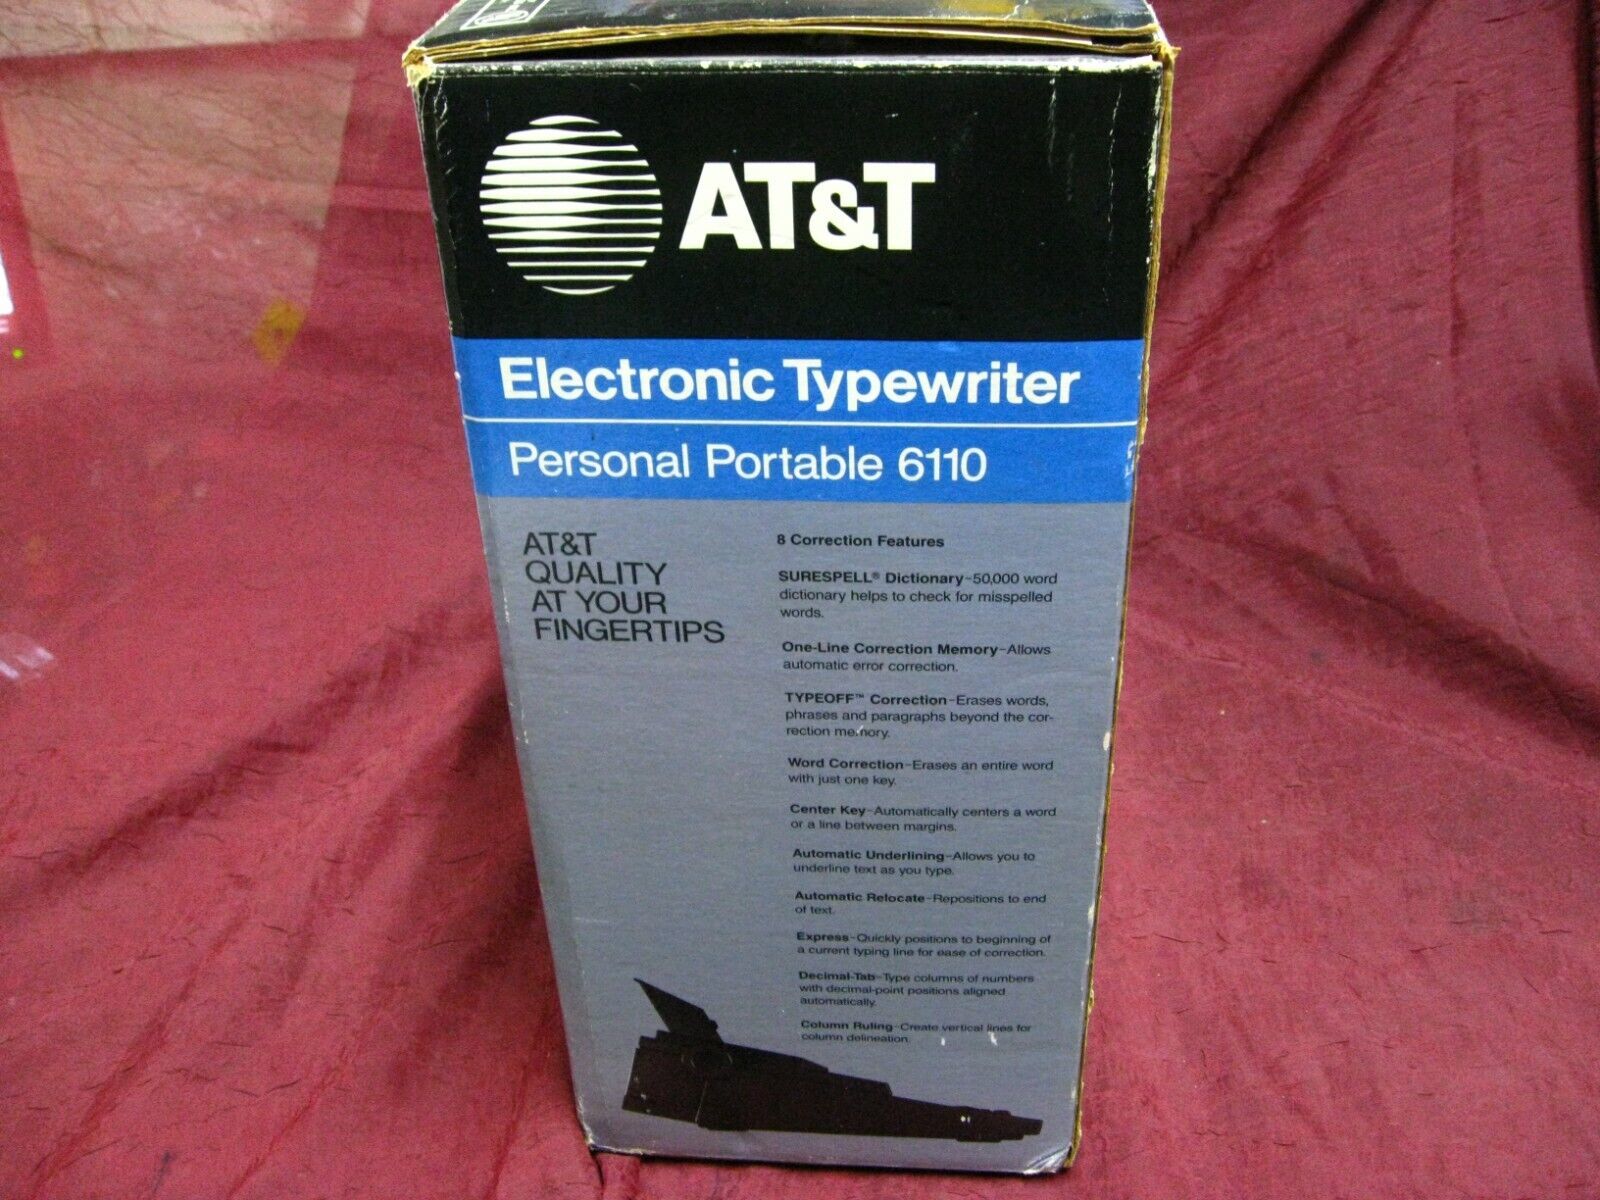 AT&T
Electronic Typewriter
Personal Portable 6110
AT&T
QUALITY
AT YOUR
FINGERTIPS
8 Correction Features
SURESPELL® Dictionary–50,000 word
dictionary helps to check for misspelled
words.
One-Line Correction Memory–Allows
automatic error correction.
TYPEOFF™ Correction–Erases words,
phrases and paragraphs beyond the cor-
rection memory.
Word Correction–Erases an entire word
with just one key.
Center Key–Automatically centers a word
or a line between margins.
Automatic Underlining–Allows you to
underline text as you type.
Automatic Relocate–Repositions to end
of text.
Express–Quickly positions to beginning of
a current typing line for ease of correction.
Decimal-Tab–Type columns of numbers
with decimal-point positions aligned
automatically.
Column Ruling–Create vertical lines for
column delineation.